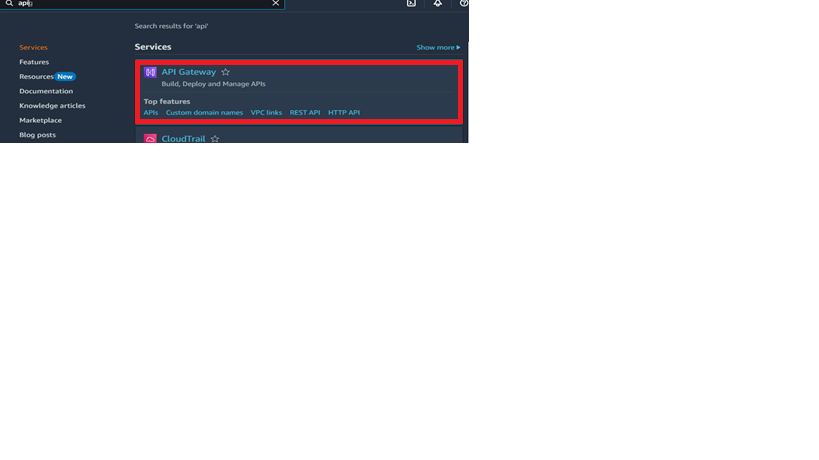 api
Search results for 'api'
Services
Features
Resources New
Documentation
Knowledge articles
Marketplace
Blog posts
Services
Show more
API Gateway
Build, Deploy and Manage APIs
Top features
APIs Custom domain names VPC links REST API HTTP API
CloudTrail